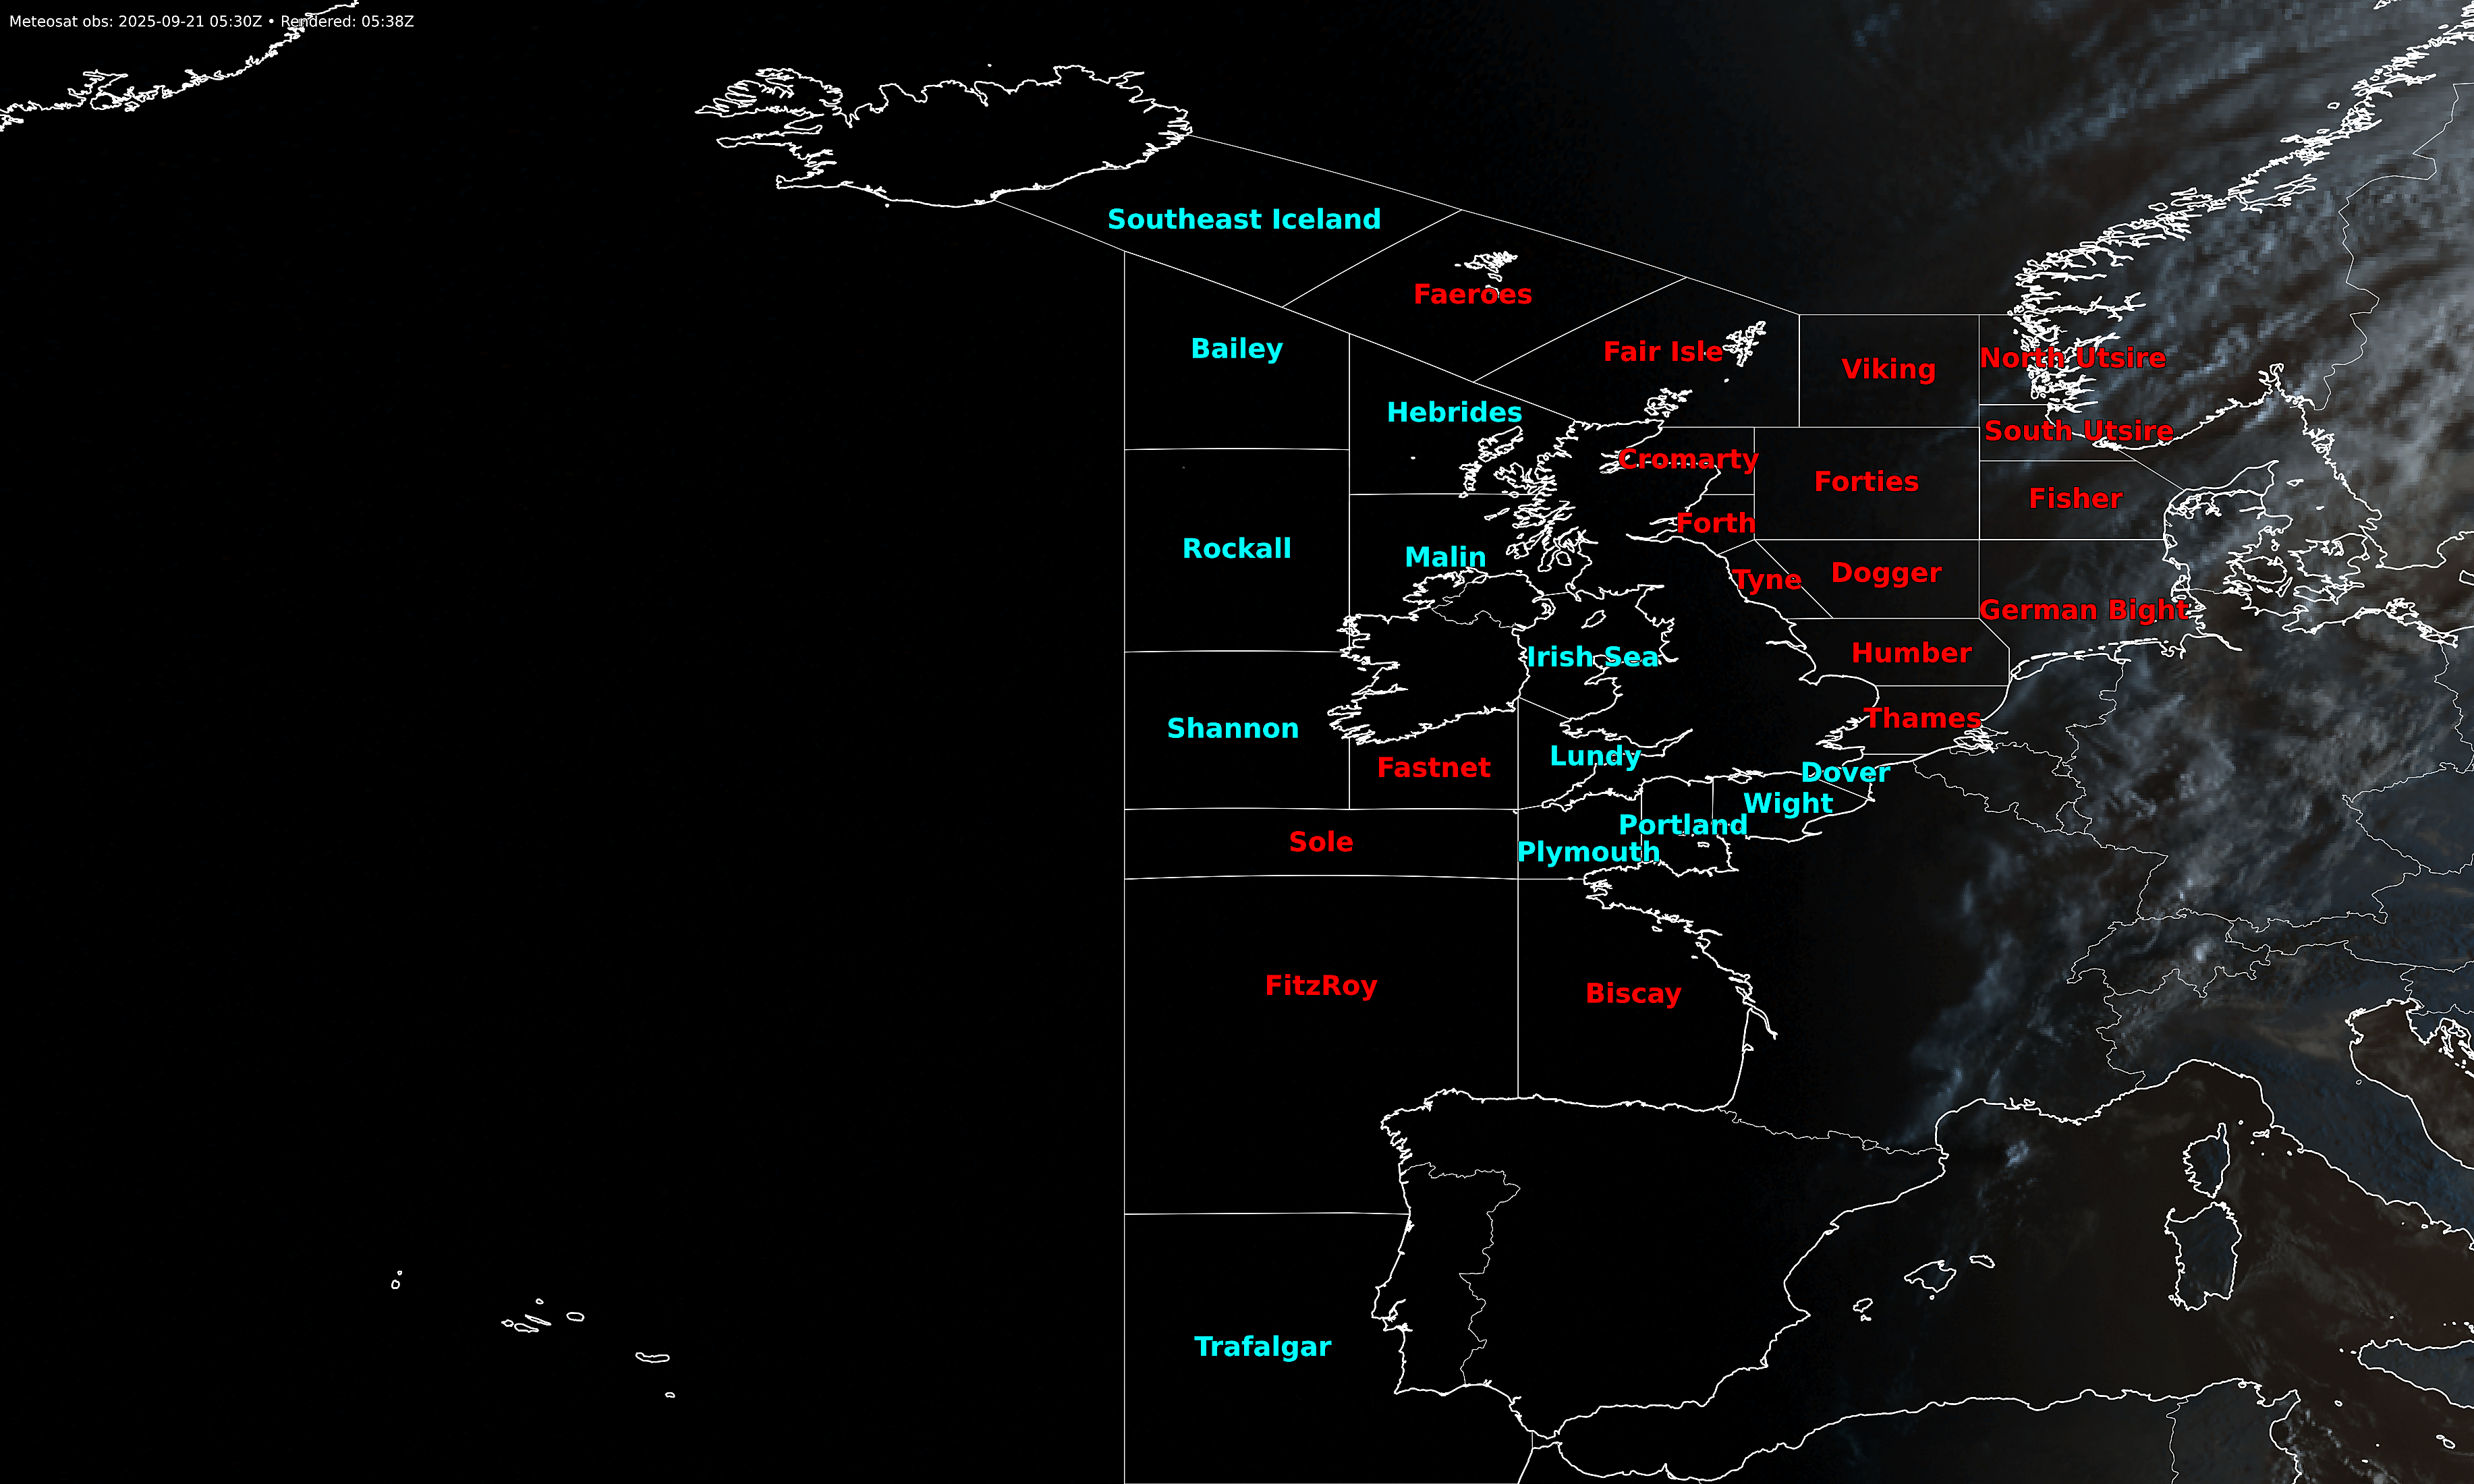 Meteosat obs: 2025-09-21 05:30Z • Rendered: 05:38Z
Southeast Iceland
Faeroes
Bailey
Fair Isle
North Utsire
Viking
Hebrides
South Utsire
Cromarty
Forties
Fisher
Forth
Rockall
Malin
Dogger
Tyne
German Bight
Humber
Irish Sea
Thames
Shannon
Lundy
Fastnet
Dover
Wight
Portland
Sole
Plymouth
FitzRoy
Biscay
Trafalgar